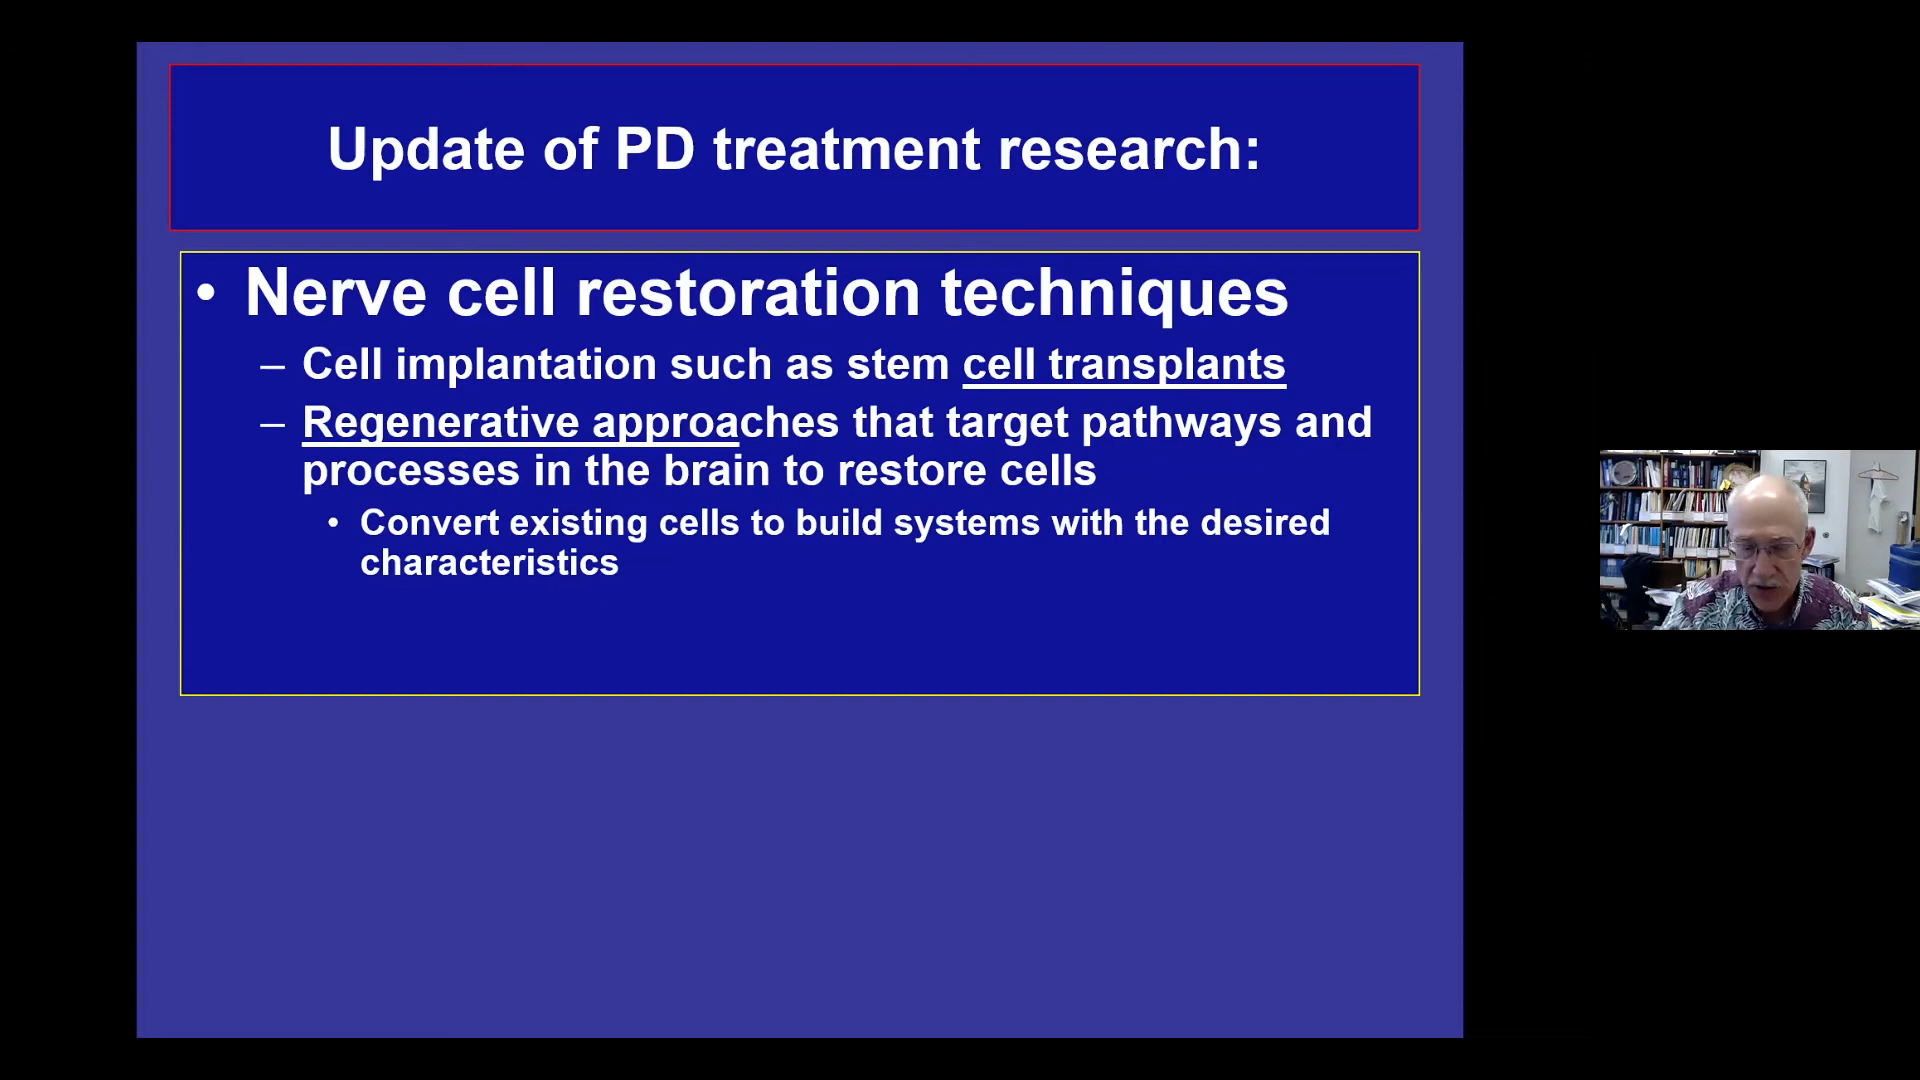 Update of PD treatment research:
• Nerve cell restoration techniques
– Cell implantation such as stem cell transplants
– Regenerative approaches that target pathways and
processes in the brain to restore cells
• Convert existing cells to build systems with the desired
characteristics